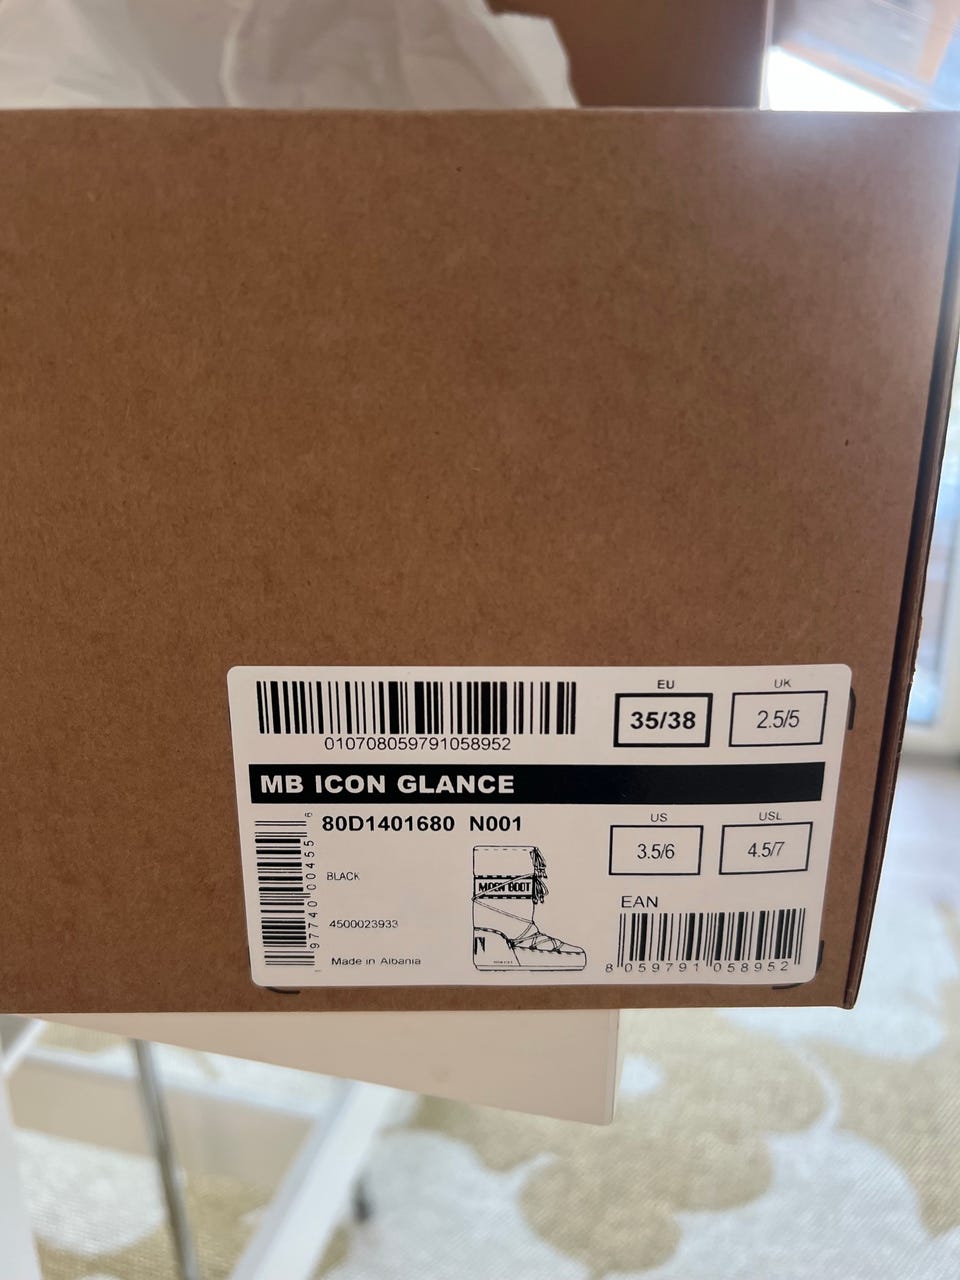 EU
UK
35/38
2.5/5
010708059791058952
MB ICON GLANCE
80D1401680 N001
US
USL
3.5/6
4.5/7
BLACK
MOON BOOT
4500023933
EAN
Made in Albania
8 059791 058952